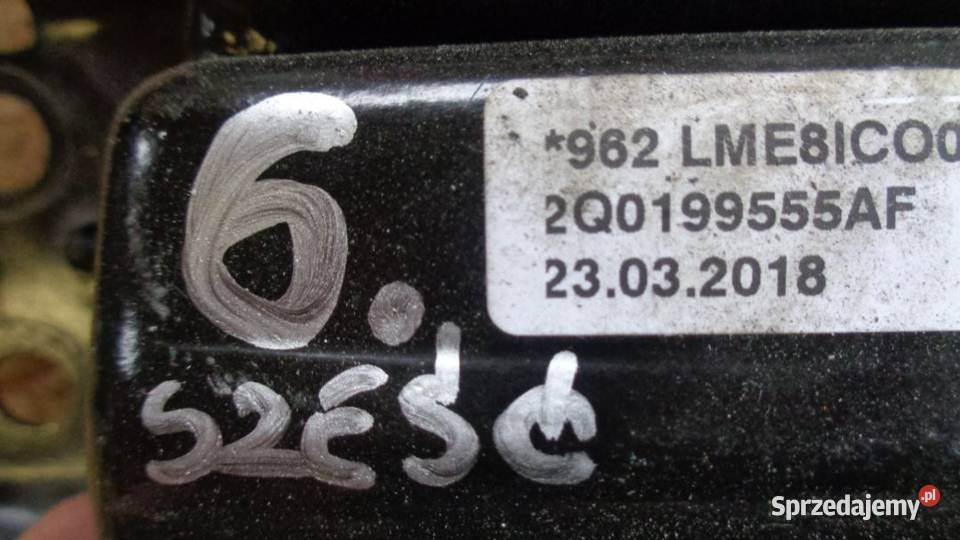 6.
SZEŚĆ
*962 LME8ICO0
2Q0199555AF
23.03.2018
Sprzedajemy.pl